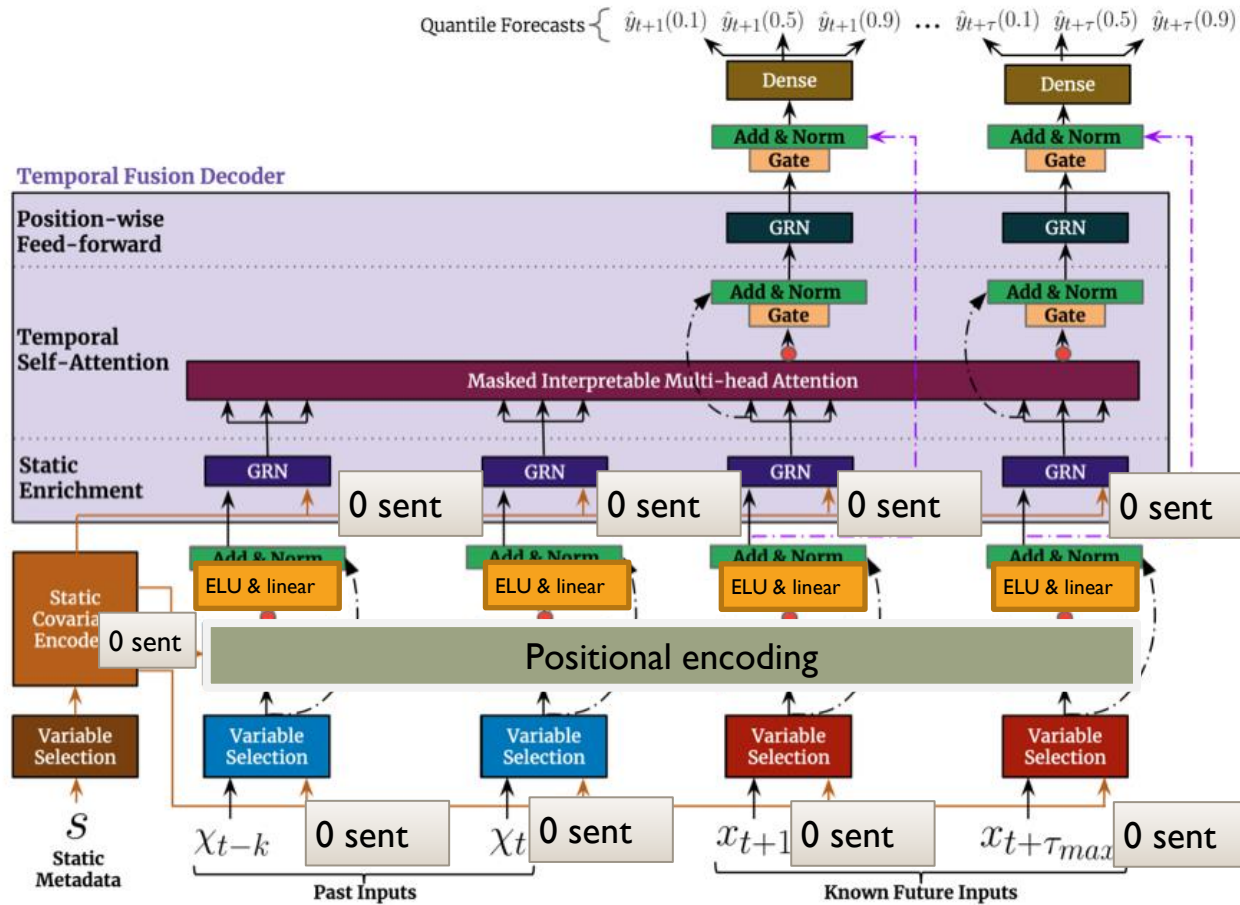 Quantile Forecasts { ŷt+1(0.1) ŷt+1(0.5) ŷt+1(0.9) ... ŷt+τ(0.1) ŷt+τ(0.5) ŷt+τ(0.9)
Dense Dense
Add & Norm Add & Norm
Gate Gate
Temporal Fusion Decoder
Position-wise
Feed-forward
GRN GRN
Add & Norm Add & Norm
Gate Gate
Temporal
Self-Attention
Masked Interpretable Multi-head Attention
Static
Enrichment
GRN GRN GRN GRN
0 sent 0 sent 0 sent 0 sent
Add & Norm Add & Norm Add & Norm Add & Norm
ELU & linear ELU & linear ELU & linear ELU & linear
Static
Covaria
Encode
0 sent
Positional encoding
Variable
Selection
Variable
Selection
Variable
Selection
Variable
Selection
Variable
Selection
0 sent 0 sent 0 sent 0 sent
s
Static
Metadata
χt−k χt xt+1 xt+τmax
Past Inputs Known Future Inputs